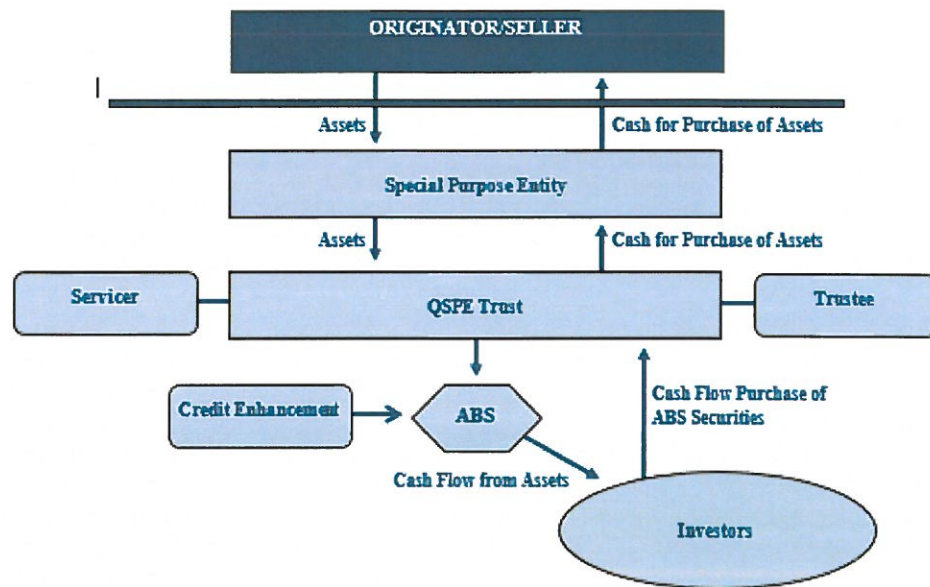 ORIGINATOR/SELLER
Assets
Cash for Purchase of Assets
Special Purpose Entity
Assets
Cash for Purchase of Assets
Servicer
QSPE Trust
Trustee
Credit Enhancement
ABS
Cash Flow Purchase of
ABS Securities
Cash Flow from Assets
Investors